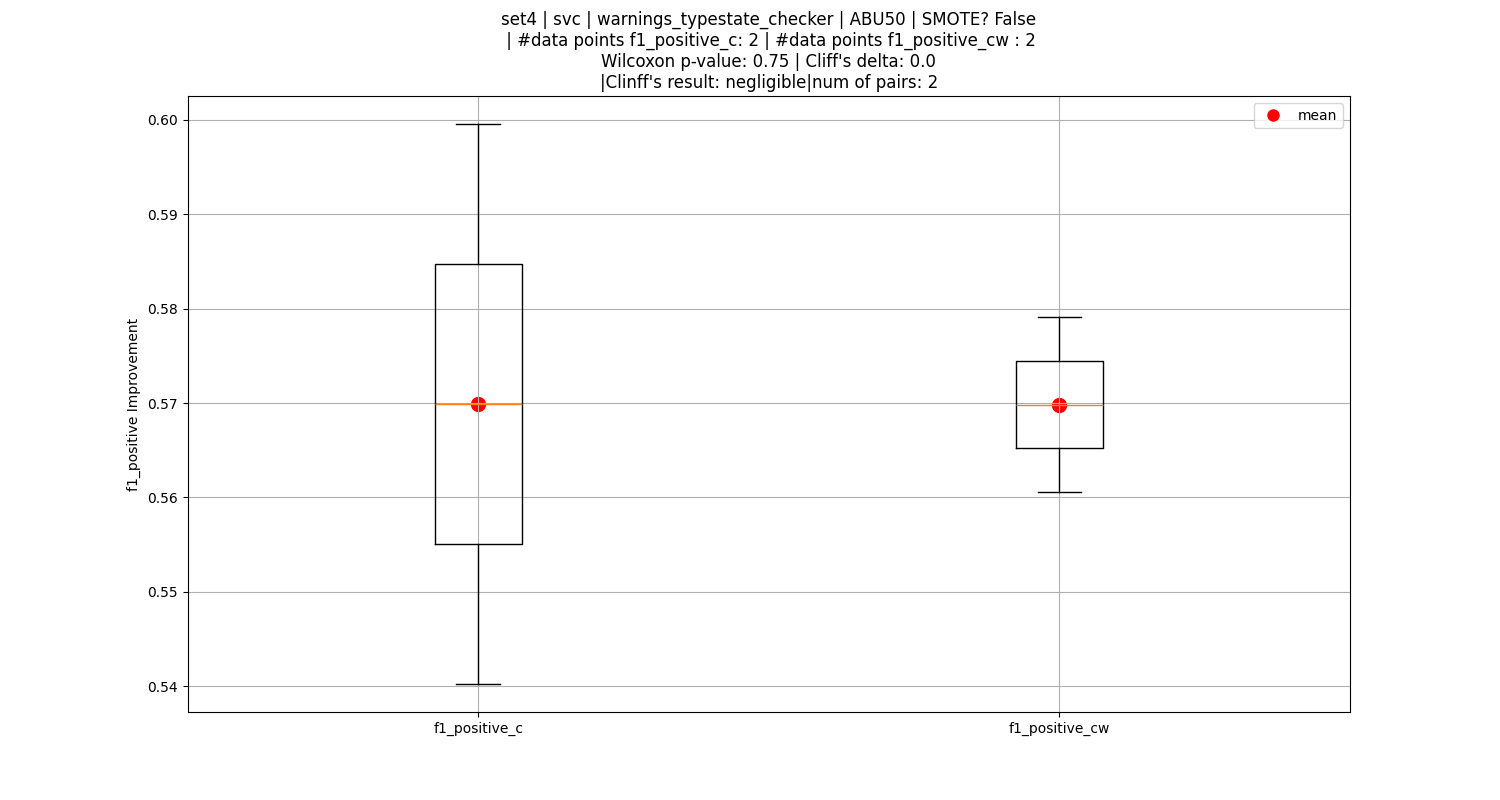 set4 | svc | warnings_typestate_checker | ABU50 | SMOTE? False
| #data points f1_positive_c: 2 | #data points f1_positive_cw : 2
Wilcoxon p-value: 0.75 | Cliff's delta: 0.0
|Clinff's result: negligible|num of pairs: 2
mean
0.60
0.59
0.58
0.57
0.56
0.55
0.54
f1_positive Improvement
f1_positive_c
f1_positive_cw